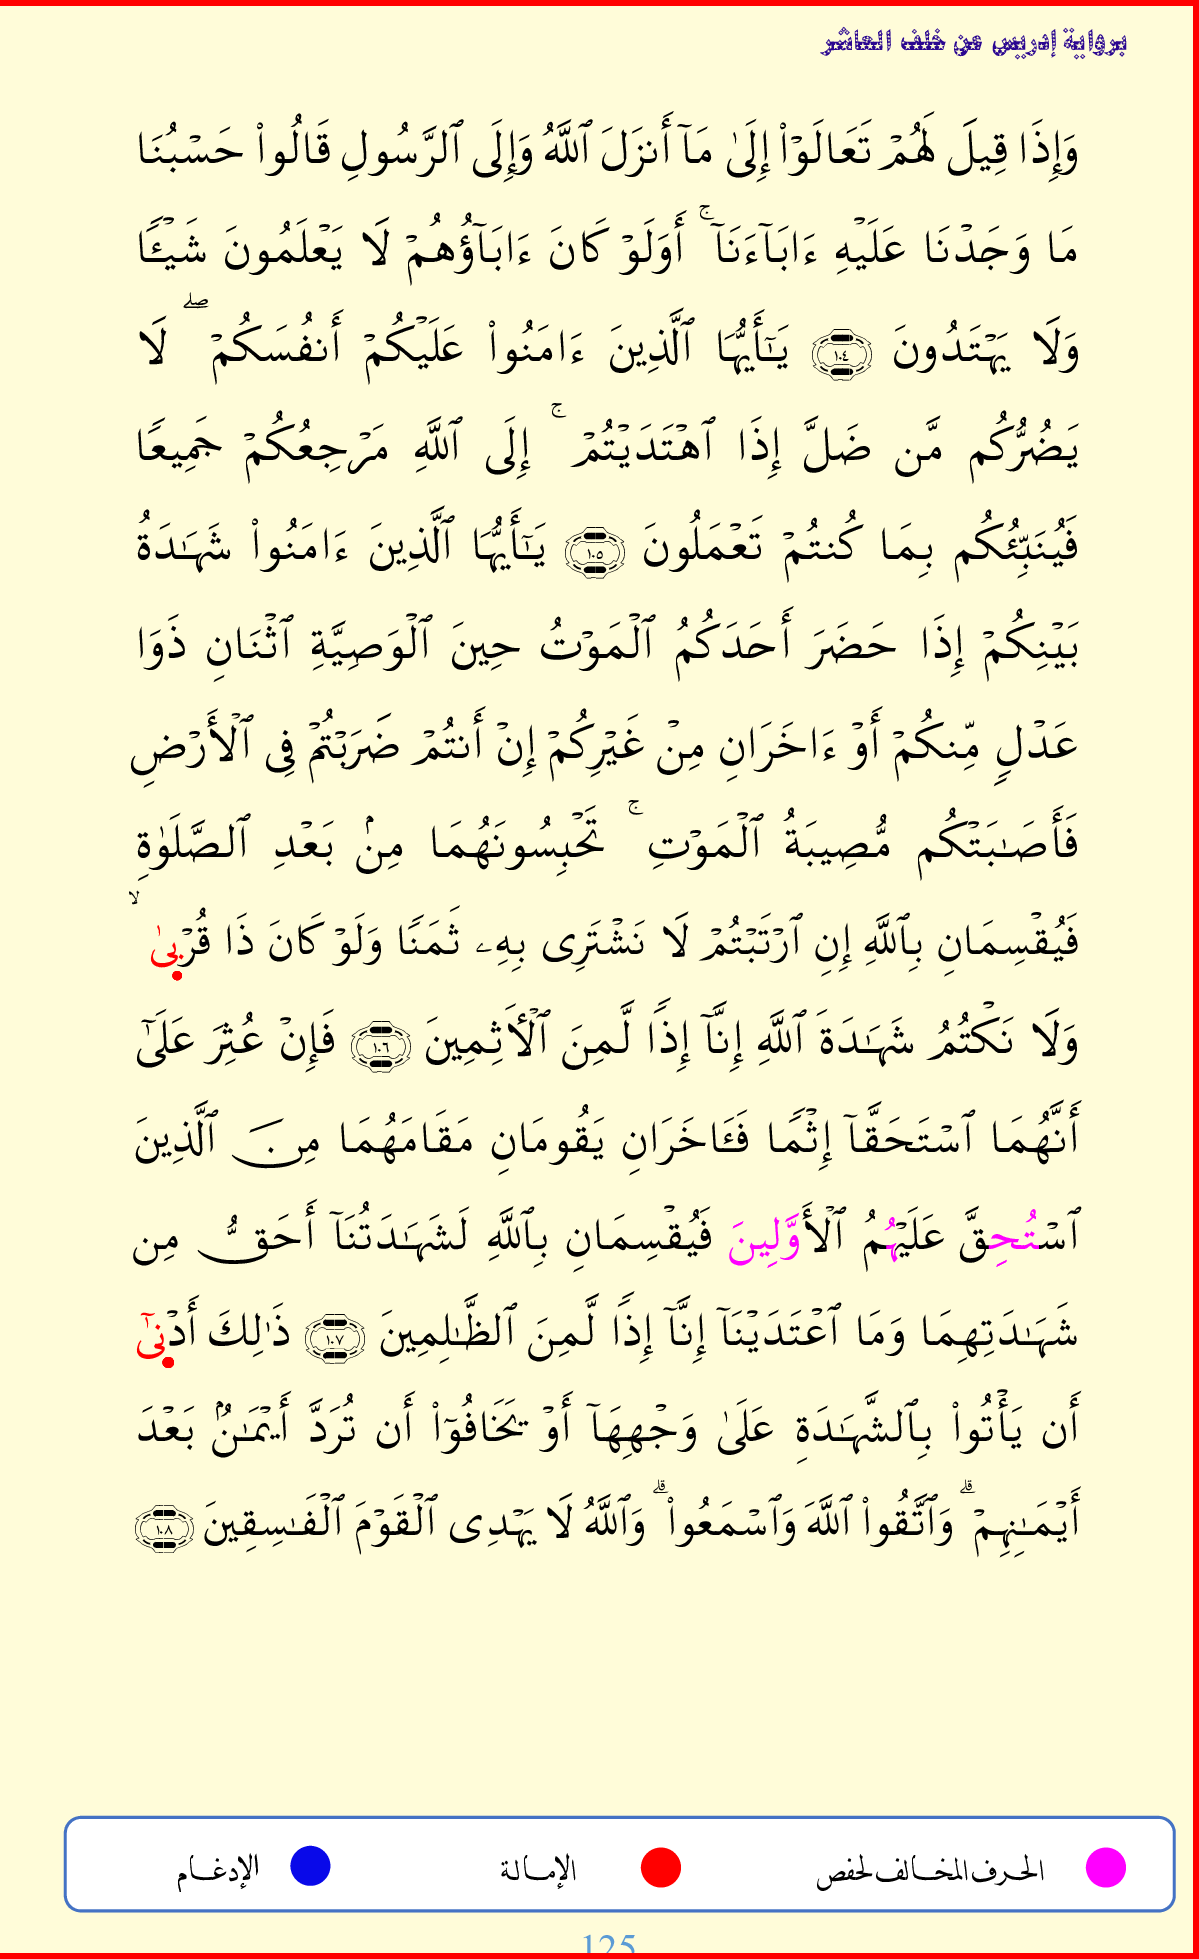 برواية إدريس عن خلف العاشر
وَإِذَا قِيلَ لَهُمۡ تَعَالَوۡاْ إِلَىٰ مَآ أَنزَلَ ٱللَّهُ وَإِلَى ٱلرَّسُولِ قَالُواْ حَسۡبُنَا
مَا وَجَدۡنَا عَلَيۡهِ ءَابَآءَنَآۚ أَوَلَوۡ كَانَ ءَابَآؤُهُمۡ لَا يَعۡلَمُونَ شَيۡـًٔا
وَلَا يَهۡتَدُونَ ١٠٤ يَـٰٓأَيُّهَا ٱلَّذِينَ ءَامَنُواْ عَلَيۡكُمۡ أَنفُسَكُمۡۖ لَا
يَضُرُّكُم مَّن ضَلَّ إِذَا ٱهۡتَدَيۡتُمۡۚ إِلَى ٱللَّهِ مَرۡجِعُكُمۡ جَمِيعٗا
فَيُنَبِّئُكُم بِمَا كُنتُمۡ تَعۡمَلُونَ ١٠٥ يَـٰٓأَيُّهَا ٱلَّذِينَ ءَامَنُواْ شَهَـٰدَةُ
بَيۡنِكُمۡ إِذَا حَضَرَ أَحَدَكُمُ ٱلۡمَوۡتُ حِينَ ٱلۡوَصِيَّةِ ٱثۡنَانِ ذَوَا
عَدۡلٖ مِّنكُمۡ أَوۡ ءَاخَرَانِ مِنۡ غَيۡرِكُمۡ إِنۡ أَنتُمۡ ضَرَبۡتُمۡ فِي ٱلۡأَرۡضِ
فَأَصَـٰبَتۡكُم مُّصِيبَةُ ٱلۡمَوۡتِۚ تَحۡبِسُونَهُمَا مِنۢ بَعۡدِ ٱلصَّلَوٰةِ
فَيُقۡسِمَانِ بِٱللَّهِ إِنِ ٱرۡتَبۡتُمۡ لَا نَشۡتَرِي بِهِۦ ثَمَنٗا وَلَوۡ كَانَ ذَا قُرۡبىٰۙ
وَلَا نَكۡتُمُ شَهَـٰدَةَ ٱللَّهِ إِنَّآ إِذٗا لَّمِنَ ٱلۡأٓثِمِينَ ١٠٦ فَإِنۡ عُثِرَ عَلَىٰٓ
أَنَّهُمَا ٱسۡتَحَقَّآ إِثۡمٗا فَـَٔاخَرَانِ يَقُومَانِ مَقَامَهُمَا مِنَ ٱلَّذِينَ
ٱسۡتُحِقَّ عَلَيۡهُمُ ٱلۡأَوَّلِينَ فَيُقۡسِمَانِ بِٱللَّهِ لَشَهَـٰدَتُنَآ أَحَقُّ مِن
شَهَـٰدَتِهِمَا وَمَا ٱعۡتَدَيۡنَآ إِنَّآ إِذٗا لَّمِنَ ٱلظَّـٰلِمِينَ ١٠٧ ذَٰلِكَ أَدۡنىٰٓ
أَن يَأۡتُواْ بِٱلشَّهَـٰدَةِ عَلَىٰ وَجۡهِهَآ أَوۡ يَخَافُوٓاْ أَن تُرَدَّ أَيۡمَـٰنُۢ بَعۡدَ
أَيۡمَـٰنِهِمۡۗ وَٱتَّقُواْ ٱللَّهَ وَٱسۡمَعُواْۗ وَٱللَّهُ لَا يَهۡدِي ٱلۡقَوۡمَ ٱلۡفَـٰسِقِينَ ١٠٨
الحرف المخالف لحفص الإمالة الإدغام
125